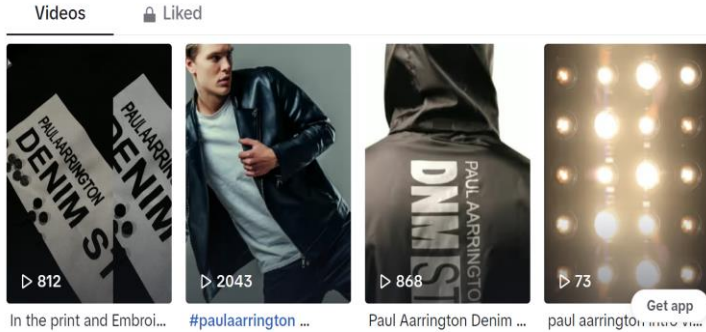 Videos
Liked
PAUL AARRINGTON
DENIM ST
PAUL AARRINGTON
DENIM
PAUL AARRINGTO
DNM ST
812
2043
868
73
Get app
In the print and Embroi...
#paulaarrington ...
Paul Aarrington Denim ...
paul aarrington intro vi...